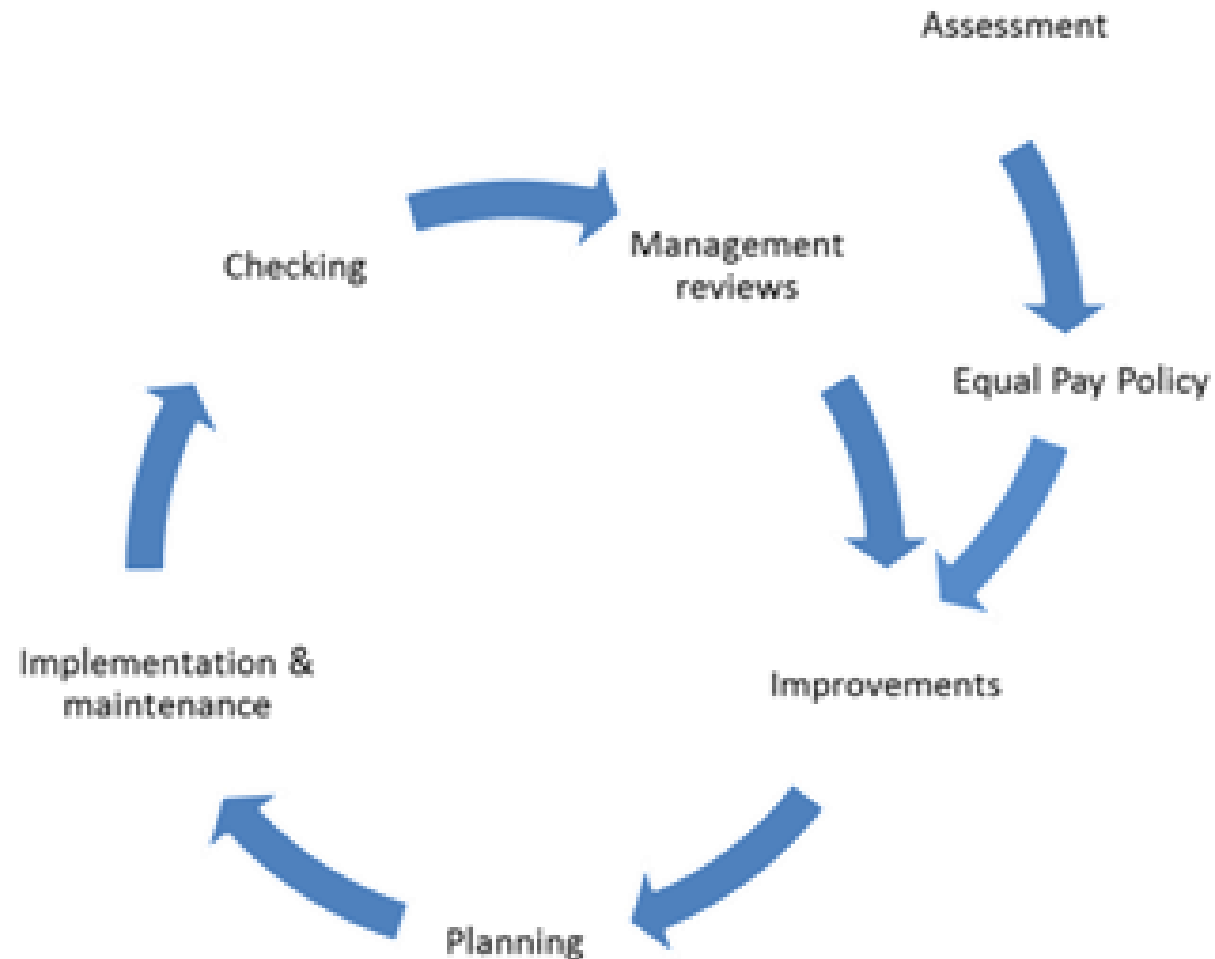 Assessment
Checking
Management
reviews
Equal Pay Policy
Implementation &
maintenance
Improvements
Planning